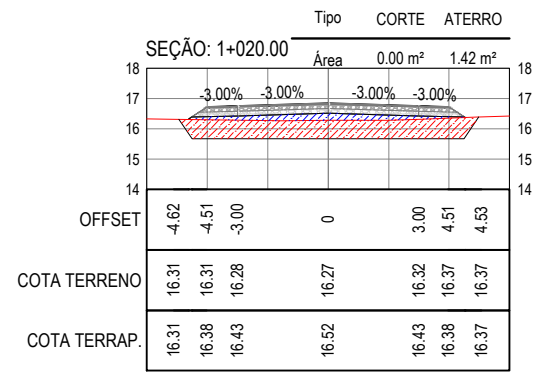 Tipo CORTE ATERRO
SEÇÃO: 1+020.00
Área 0.00 m² 1.42 m²
18 18
-3.00% -3.00% -3.00% -3.00%
17 17
16 16
15 15
14 14
OFFSET -4.62 -4.51 -3.00 0 3.00 4.51 4.53
COTA TERRENO 16.31 16.31 16.28 16.27 16.32 16.37 16.37
COTA TERRAP. 16.31 16.38 16.43 16.52 16.43 16.38 16.37